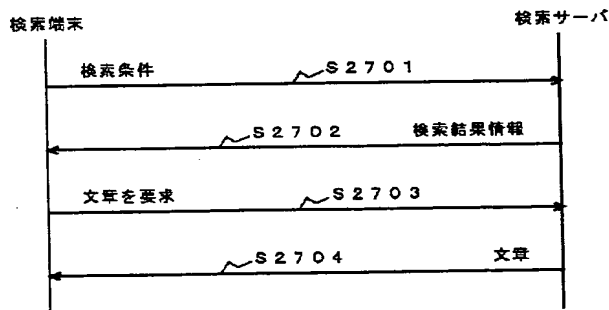 検索端末
検索サーバ
検索条件
S2701
S2702
検索結果情報
文章を要求
S2703
S2704
文章